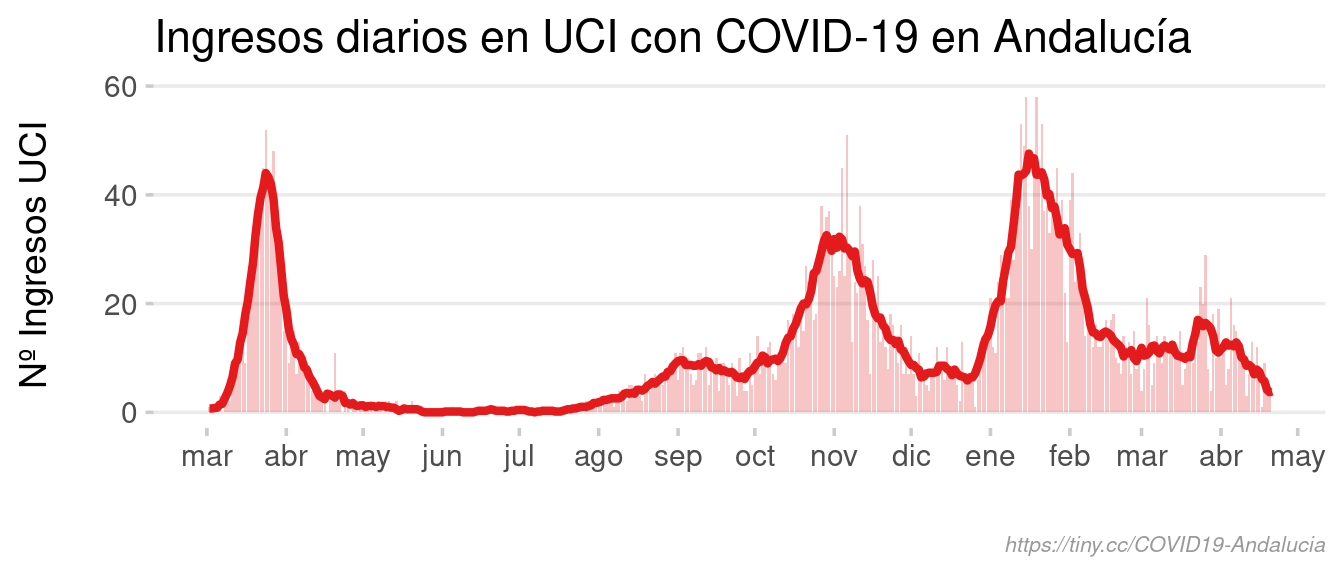 Ingresos diarios en UCI con COVID-19 en Andalucía
Nº Ingresos UCI
60
40
20
0
mar abr may jun jul ago sep oct nov dic ene feb mar abr may
https://tiny.cc/COVID19-Andalucia